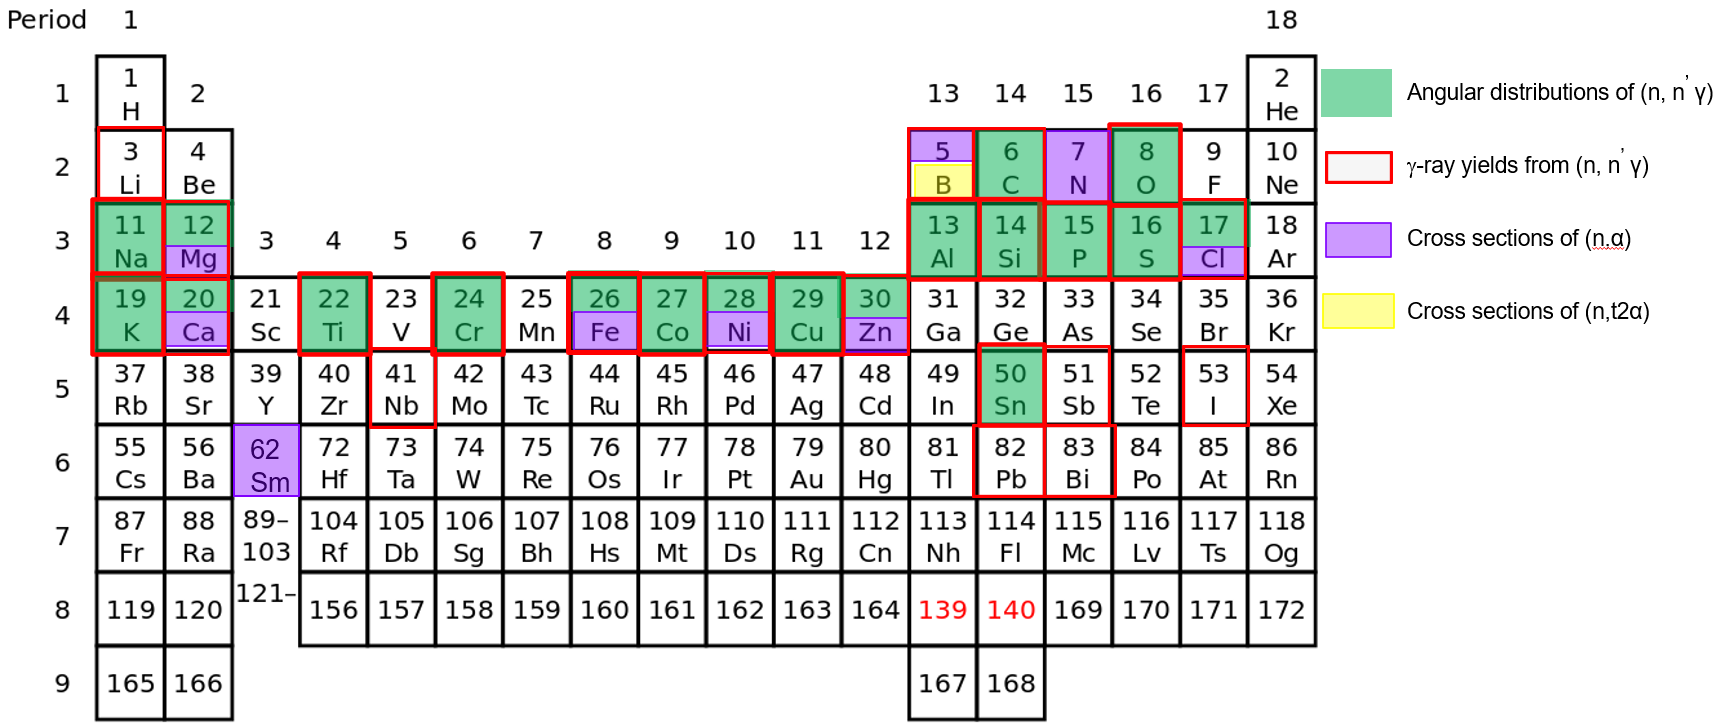 Period 1 18
1 1 2 13 14 15 16 17 2 Angular distributions of (n, n’γ)
H He
2 3 4 5 6 7 8 9 10 γ-ray yields from (n, n’γ)
Li Be B C N O F Ne
3 11 12 3 4 5 6 7 8 9 10 11 12 13 14 15 16 17 18 Cross sections of (n,α)
Na Mg Al Si P S Cl Ar
4 19 20 21 22 23 24 25 26 27 28 29 30 31 32 33 34 35 36 Cross sections of (n,t2α)
K Ca Sc Ti V Cr Mn Fe Co Ni Cu Zn Ga Ge As Se Br Kr
5 37 38 39 40 41 42 43 44 45 46 47 48 49 50 51 52 53 54
Rb Sr Y Zr Nb Mo Tc Ru Rh Pd Ag Cd In Sn Sb Te I Xe
6 55 56 62 72 73 74 75 76 77 78 79 80 81 82 83 84 85 86
Cs Ba Sm Hf Ta W Re Os Ir Pt Au Hg Tl Pb Bi Po At Rn
7 87 88 89– 104 105 106 107 108 109 110 111 112 113 114 115 116 117 118
Fr Ra 103 Rf Db Sg Bh Hs Mt Ds Rg Cn Nh Fl Mc Lv Ts Og
8 119 120 121– 156 157 158 159 160 161 162 163 164 139 140 169 170 171 172
9 165 166 167 168